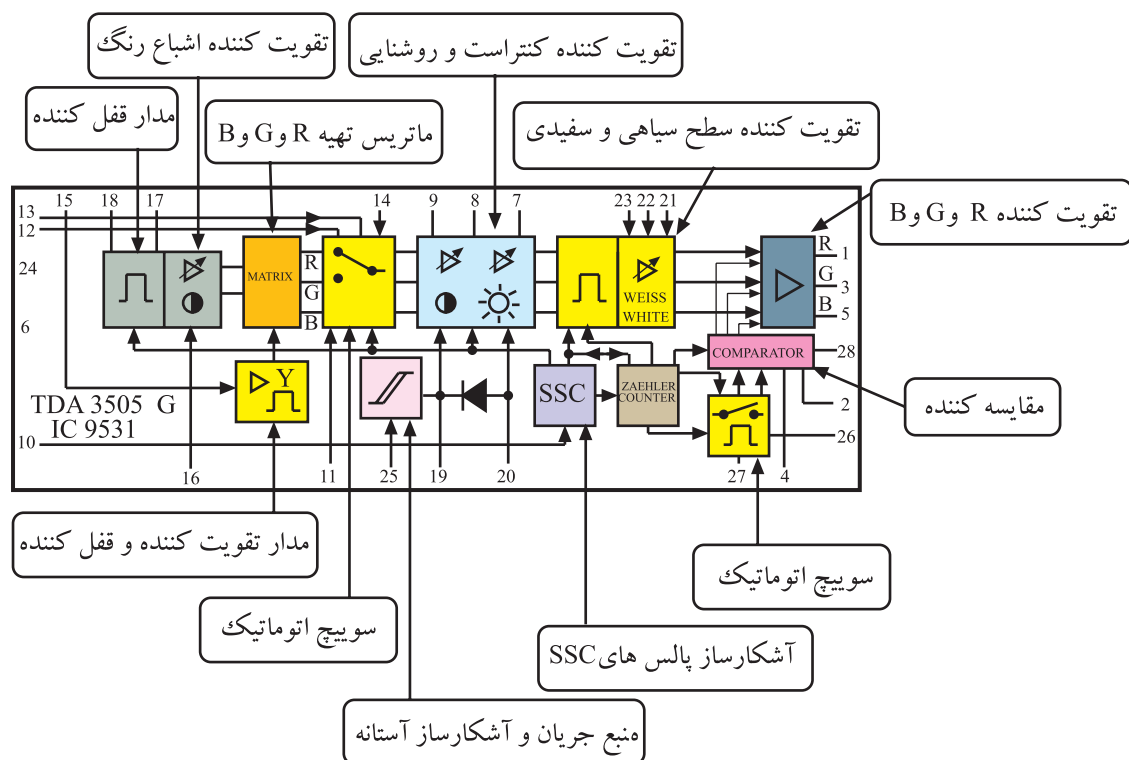 تقویت کننده اشباع رنگ
تقویت کننده کنتراست و روشنایی
مدار قفل کننده
ماتریس تهیه R و G و B
تقویت کننده سطح سیاهی و سفیدی
تقویت کننده R و G و B
15 18 17 14 9 8 7 23 22 21
13
12
24
6
MATRIX
R
G
B
WEISS
WHITE
R 1
G 3
B 5
Y
SSC
ZAEHLER
COUNTER
COMPARATOR
28
2
26
TDA 3505 G
IC 9531
10
16 11 25 19 20 27 4
مقایسه کننده
مدار تقویت کننده و قفل کننده
سوییچ اتوماتیک
سوییچ اتوماتیک
آشکارساز پالس های SSC
منبع جریان و آشکارساز آستانه